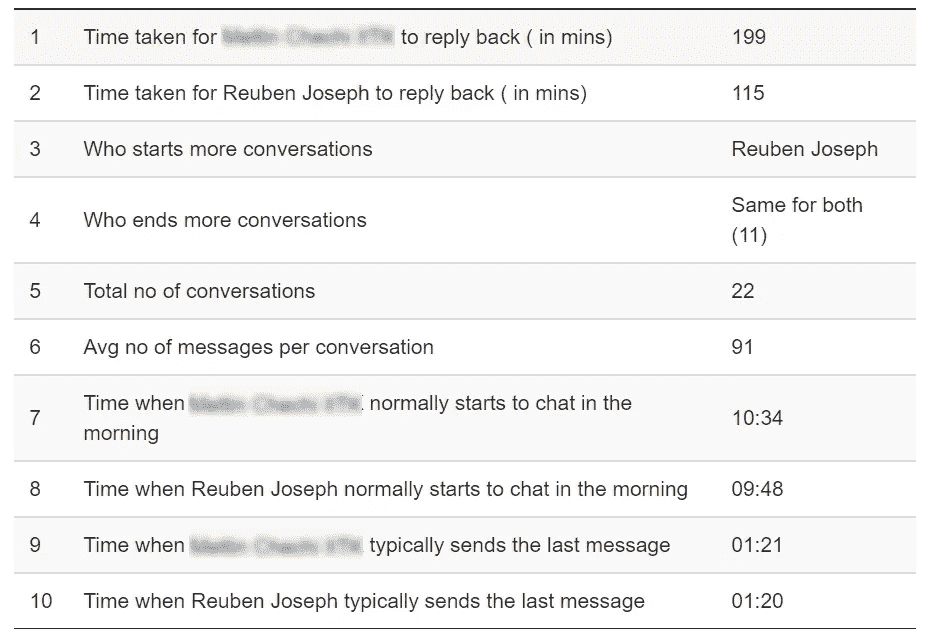 1 Time taken for to reply back ( in mins) 199
2 Time taken for Reuben Joseph to reply back ( in mins) 115
3 Who starts more conversations Reuben Joseph
4 Who ends more conversations Same for both
(11)
5 Total no of conversations 22
6 Avg no of messages per conversation 91
7 Time when normally starts to chat in the
morning 10:34
8 Time when Reuben Joseph normally starts to chat in the morning 09:48
9 Time when typically sends the last message 01:21
10 Time when Reuben Joseph typically sends the last message 01:20